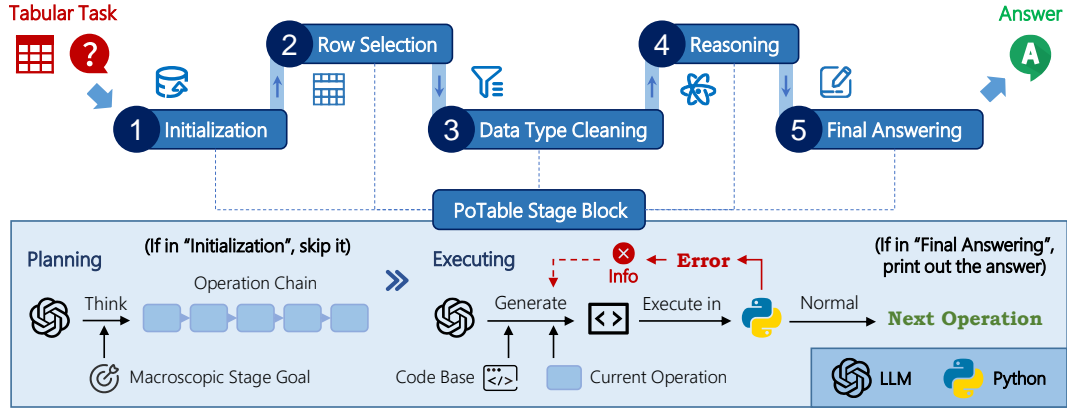 Tabular Task
Answer
?
A
1 Initialization
2 Row Selection
3 Data Type Cleaning
4 Reasoning
5 Final Answering
PoTable Stage Block
Planning
(If in “Initialization”, skip it)
Think
Operation Chain
Macroscopic Stage Goal
Executing
(If in “Final Answering”,
print out the answer)
Generate
Info
Error
Execute in
Normal
Next Operation
Code Base
</>
Current Operation
LLM
Python